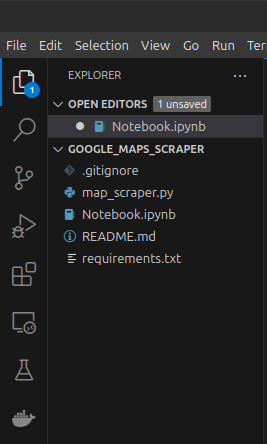 File Edit Selection View Go Run
EXPLORER
1
OPEN EDITORS 1 unsaved
Notebook.ipynb
GOOGLE_MAPS_SCRAPER
.gitignore
map_scraper.py
Notebook.ipynb
README.md
requirements.txt